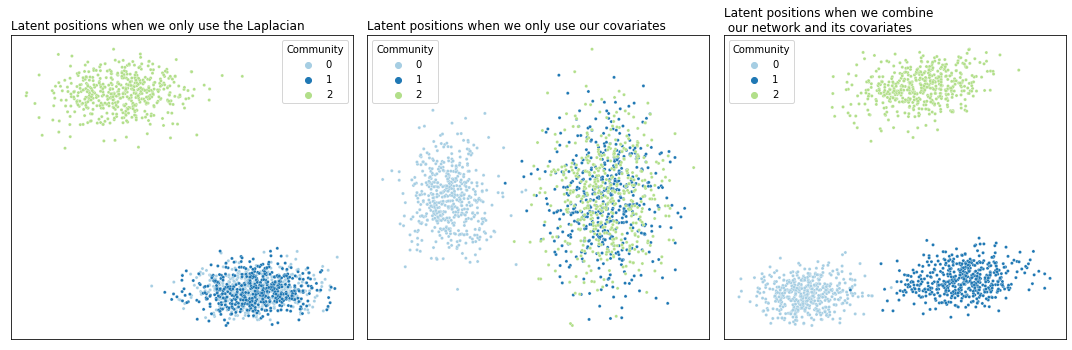 Latent positions when we only use the Laplacian
Community
0
1
2
Latent positions when we only use our covariates
Community
0
1
2
Latent positions when we combine
our network and its covariates
Community
0
1
2